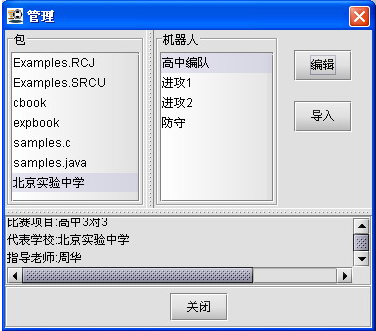 管理
包
Examples.RCJ
Examples.SRCU
cbook
expbook
samples.c
samples.java
北京实验中学
机器人
高中编队
进攻1
进攻2
防守
编辑
导入
比赛项目:高中3对3
代表学校:北京实验中学
指导老师:周华
关闭